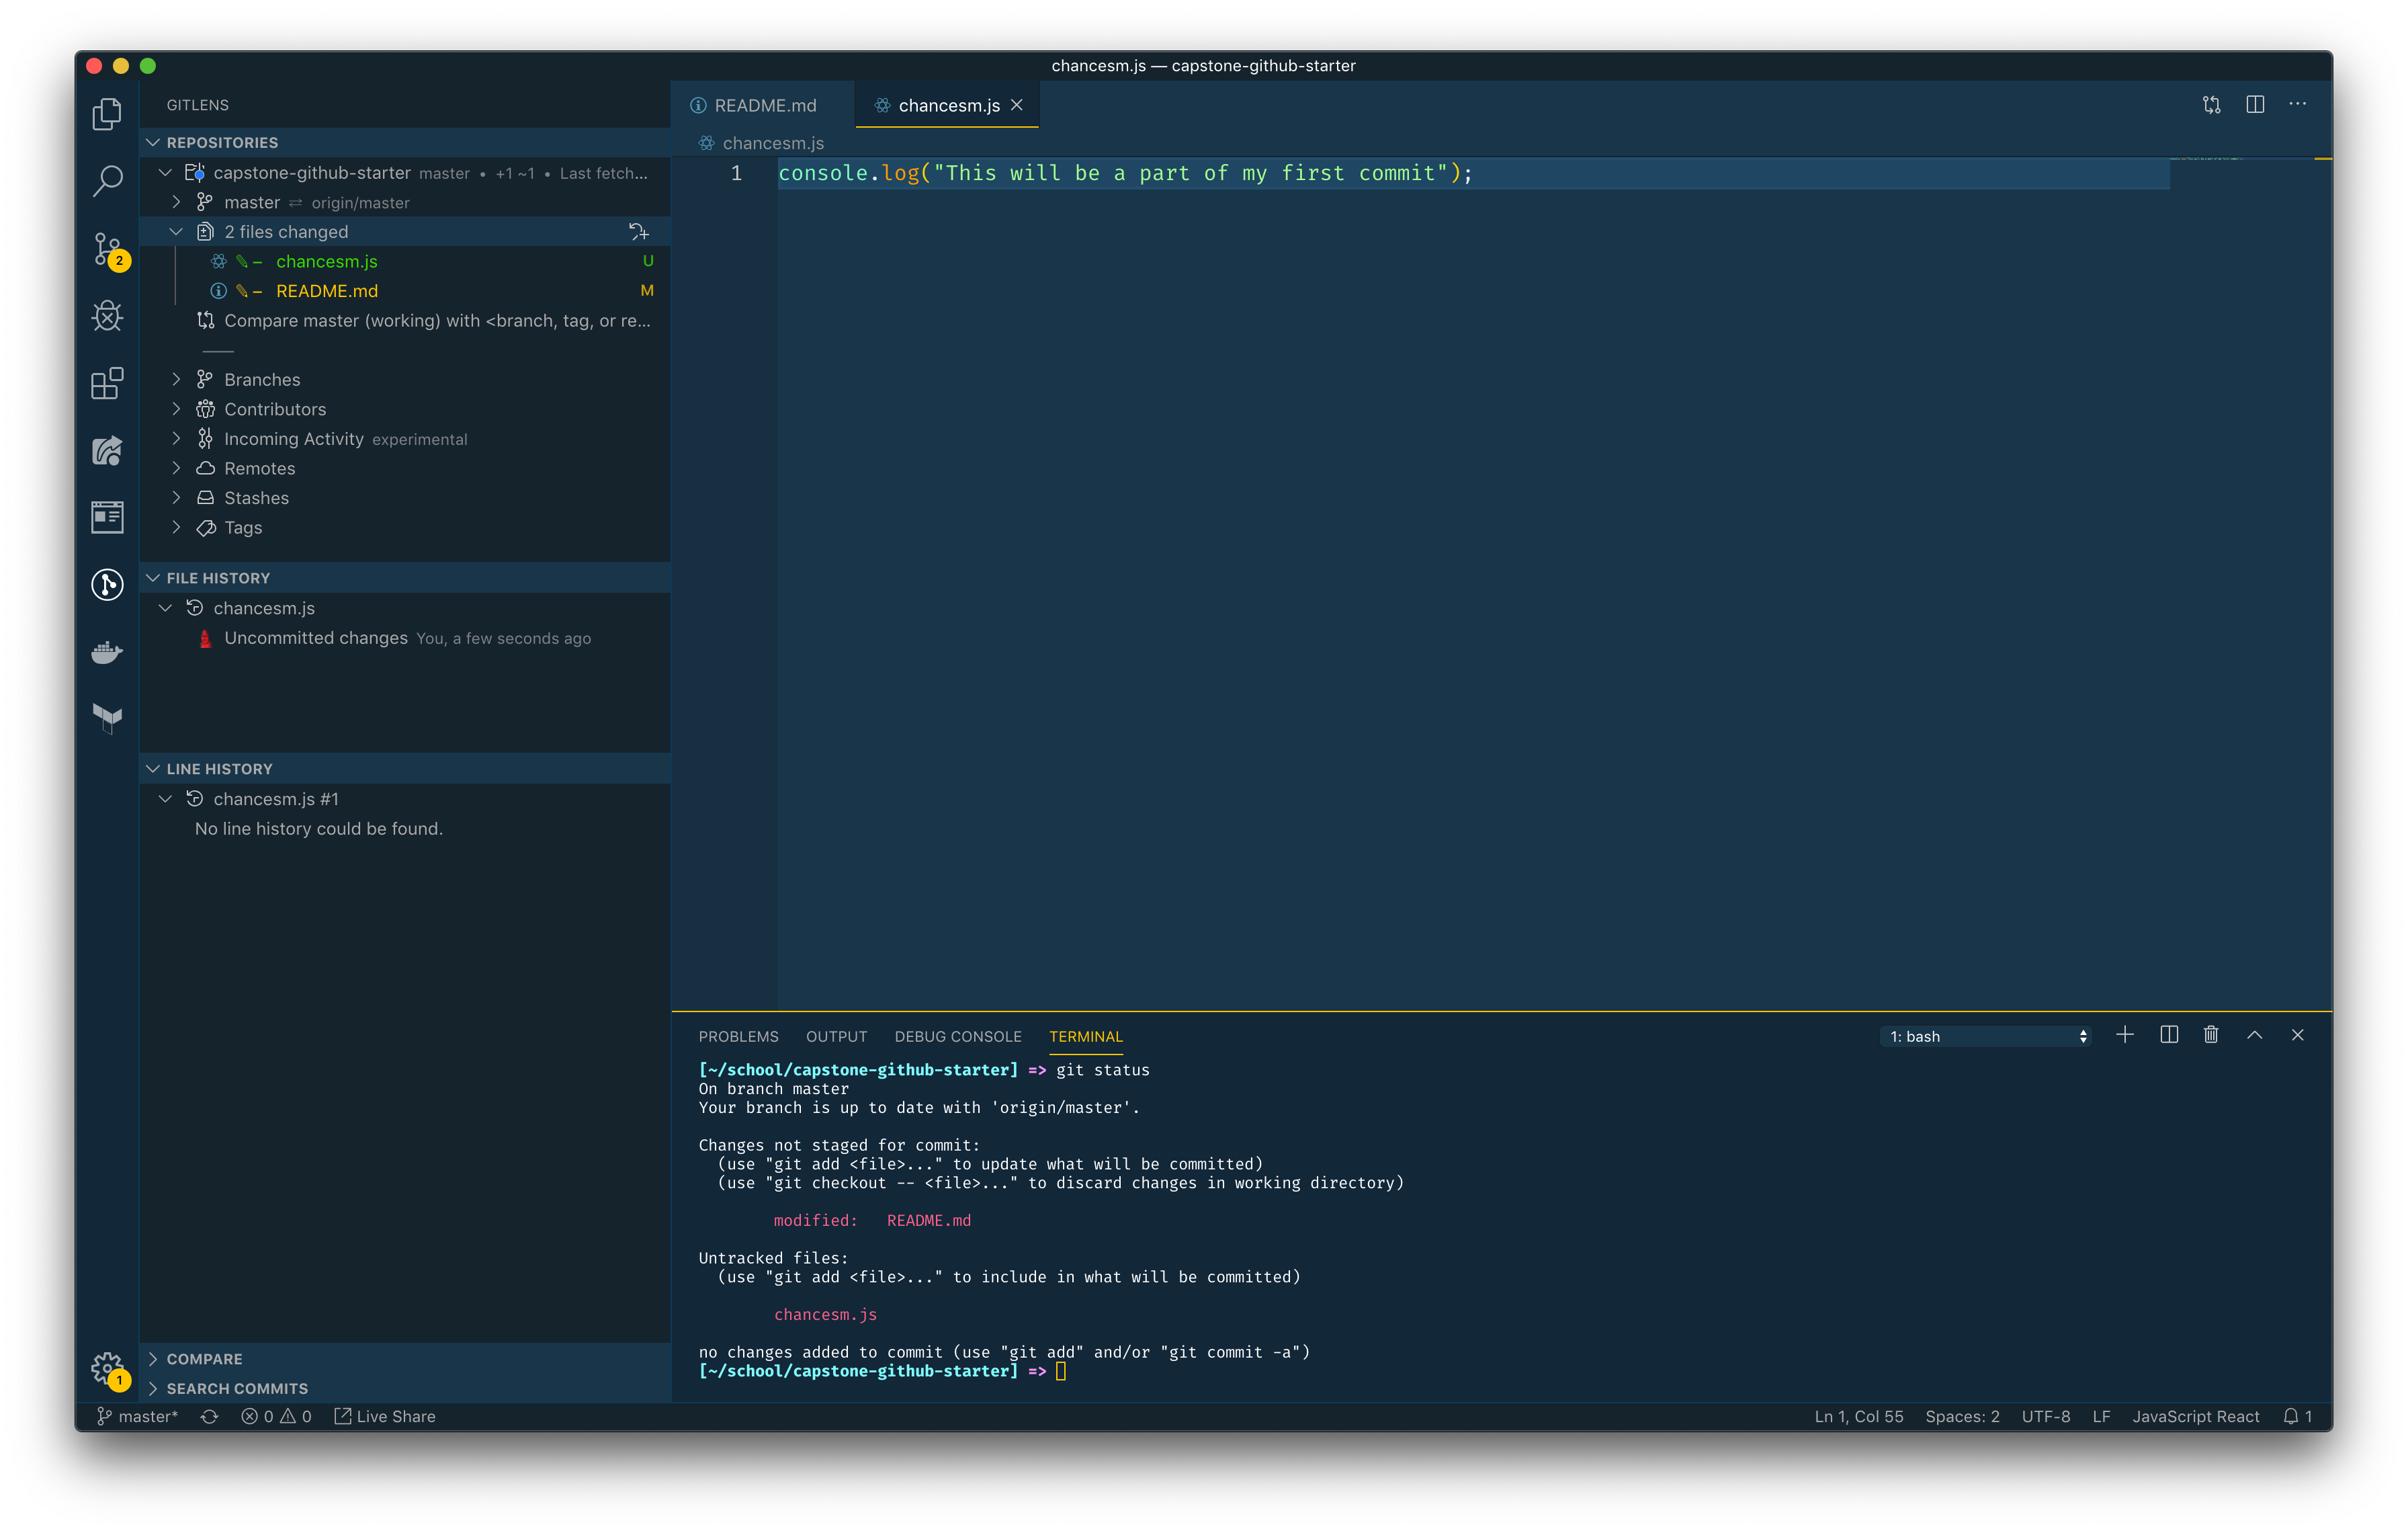 chancesm.js — capstone-github-starter
GITLENS
REPOSITORIES
capstone-github-starter master • +1 ~1 • Last fetch...
master ⇄ origin/master
2 files changed
chancesm.js U
README.md M
Compare master (working) with <branch, tag, or re...
Branches
Contributors
Incoming Activity experimental
Remotes
Stashes
Tags
FILE HISTORY
chancesm.js
Uncommitted changes You, a few seconds ago
LINE HISTORY
chancesm.js #1
No line history could be found.
COMPARE
SEARCH COMMITS
2
1
README.md
chancesm.js
chancesm.js
1 console.log("This will be a part of my first commit");
PROBLEMS OUTPUT DEBUG CONSOLE TERMINAL
1: bash
[~/school/capstone-github-starter] => git status
On branch master
Your branch is up to date with 'origin/master'.
Changes not staged for commit:
(use "git add <file>..." to update what will be committed)
(use "git checkout -- <file>..." to discard changes in working directory)
modified: README.md
Untracked files:
(use "git add <file>..." to include in what will be committed)
chancesm.js
no changes added to commit (use "git add" and/or "git commit -a")
[~/school/capstone-github-starter] =>
master* 0 0 Live Share
Ln 1, Col 55 Spaces: 2 UTF-8 LF JavaScript React 1